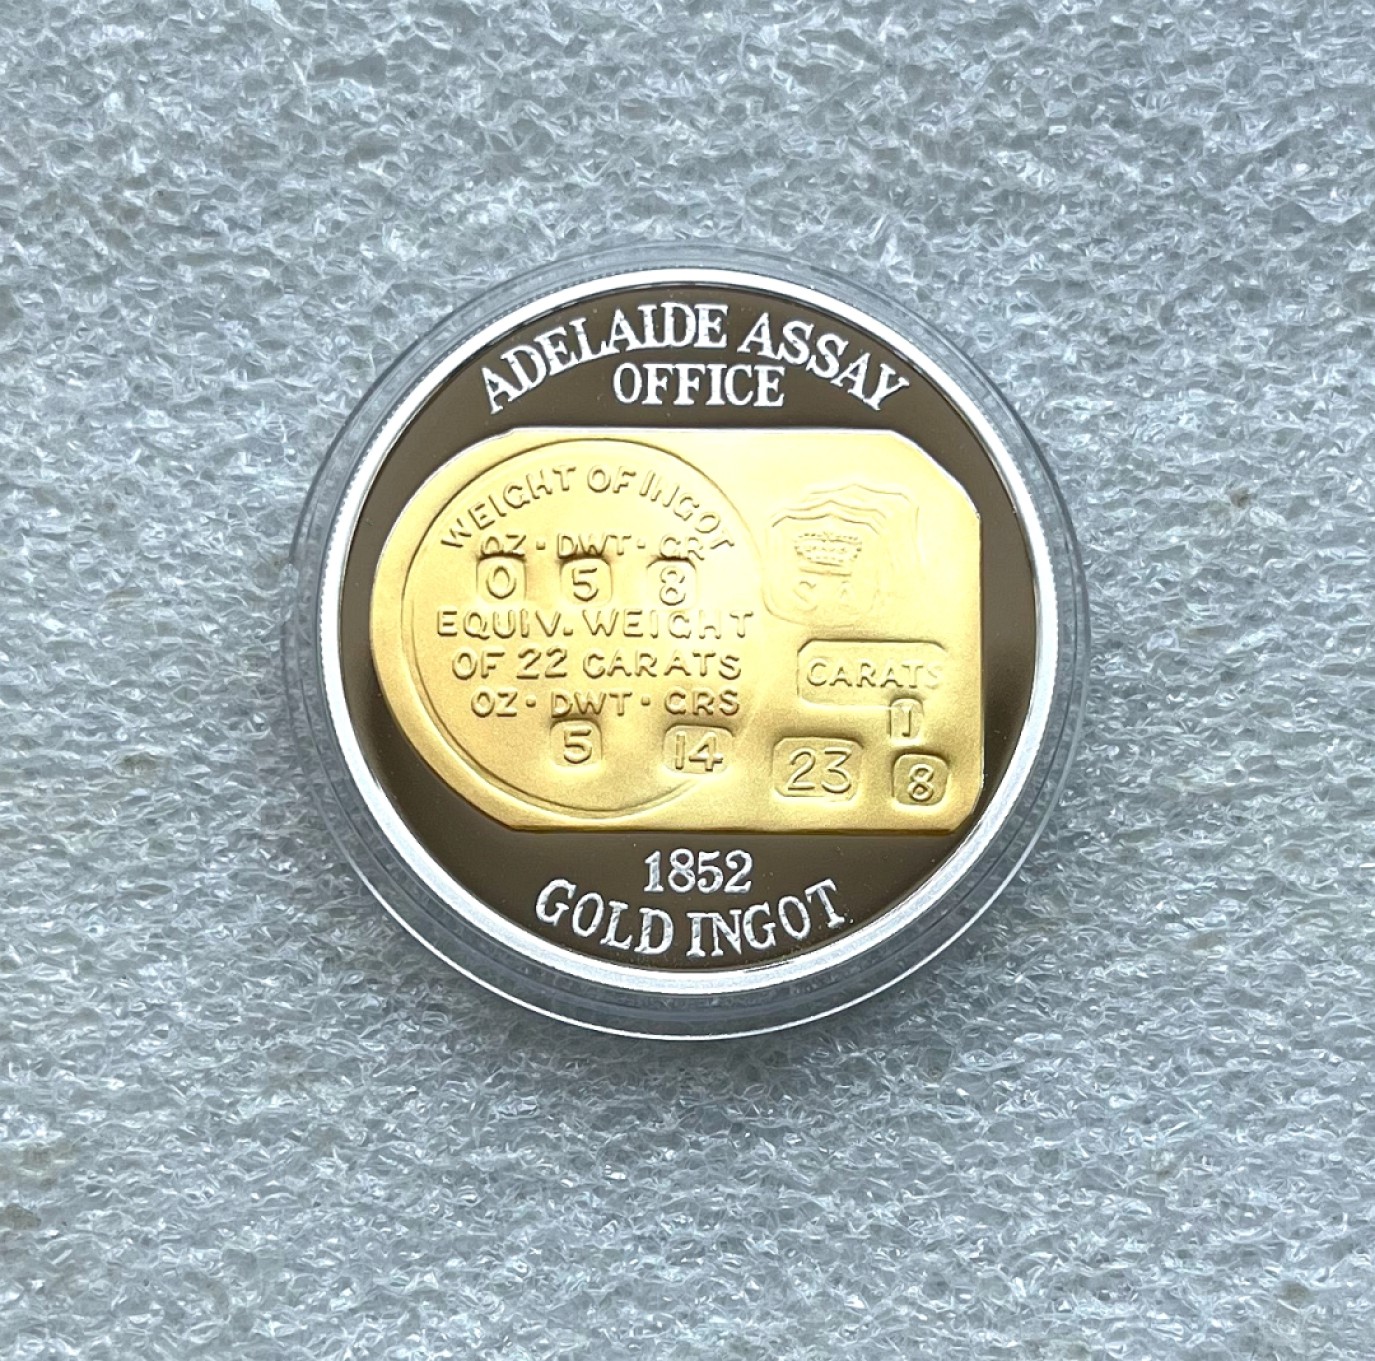 ADELAIDE ASSAY
OFFICE
WEIGHT OF INGOT
OZ · DWT · GR
0 5 8
EQUIV. WEIGHT
OF 22 CARATS
OZ · DWT · GRS
5 14
CARATS
1
23 8
1852
GOLD INGOT